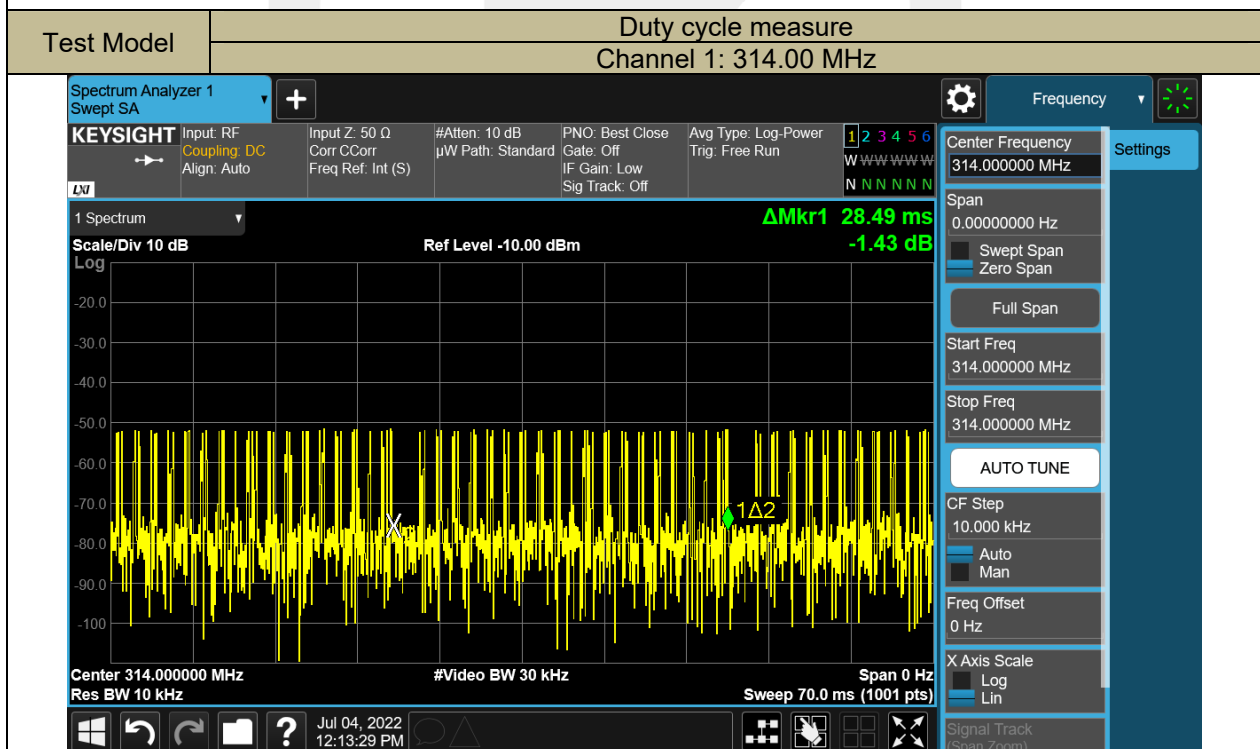 Test Model
Duty cycle measure
Channel 1: 314.00 MHz
Spectrum Analyzer 1
Swept SA
Frequency
KEYSIGHT
LXI
Input: RF
Coupling: DC
Align: Auto
Input Z: 50 Ω
Corr CCorr
Freq Ref: Int (S)
#Atten: 10 dB
µW Path: Standard
PNO: Best Close
Gate: Off
IF Gain: Low
Sig Track: Off
Avg Type: Log-Power
Trig: Free Run
1 2 3 4 5 6
W W W W W W
N N N N N N
Center Frequency
314.000000 MHz
Settings
Span
0.00000000 Hz
Swept Span
Zero Span
Full Span
Start Freq
314.000000 MHz
Stop Freq
314.000000 MHz
AUTO TUNE
CF Step
10.000 kHz
Auto
Man
Freq Offset
0 Hz
X Axis Scale
Log
Lin
Signal Track
(Span Zoom)
1 Spectrum
ΔMkr1 28.49 ms
-1.43 dB
Scale/Div 10 dB
Ref Level -10.00 dBm
Log
-20.0
-30.0
-40.0
-50.0
-60.0
-70.0
-80.0
-90.0
-100
X
1Δ2
Center 314.000000 MHz
#Video BW 30 kHz
Span 0 Hz
Res BW 10 kHz
Sweep 70.0 ms (1001 pts)
Jul 04, 2022
12:13:29 PM